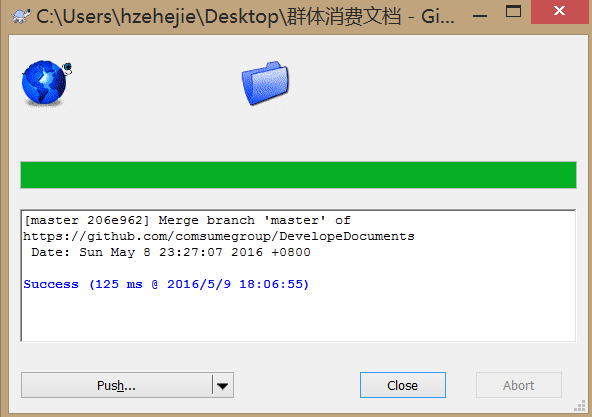 C:\Users\hzehejie\Desktop\群体消费文档 - Gi...
[master 206e962] Merge branch 'master' of
https://github.com/comsumegroup/DevelopeDocuments
Date: Sun May 8 23:27:07 2016 +0800
Success (125 ms @ 2016/5/9 18:06:55)
Push...
Close
Abort